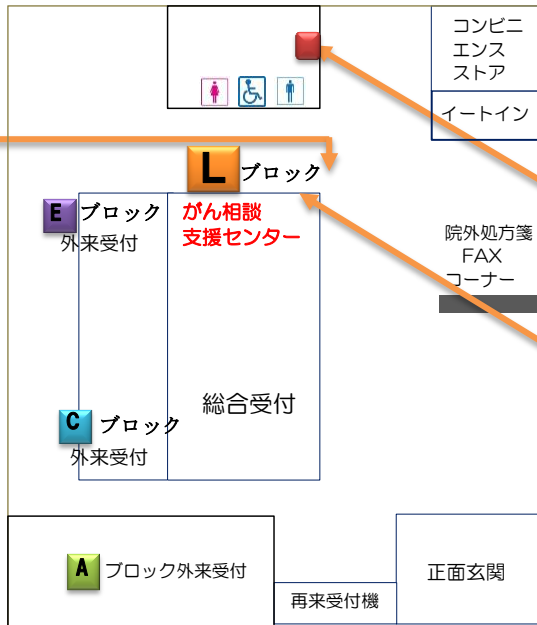 コンビニ
エンス
ストア
イートイン
L ブロック
がん相談
支援センター
E ブロック
外来受付
院外処方箋
FAX
コーナー
総合受付
C ブロック
外来受付
A ブロック外来受付
再来受付機
正面玄関